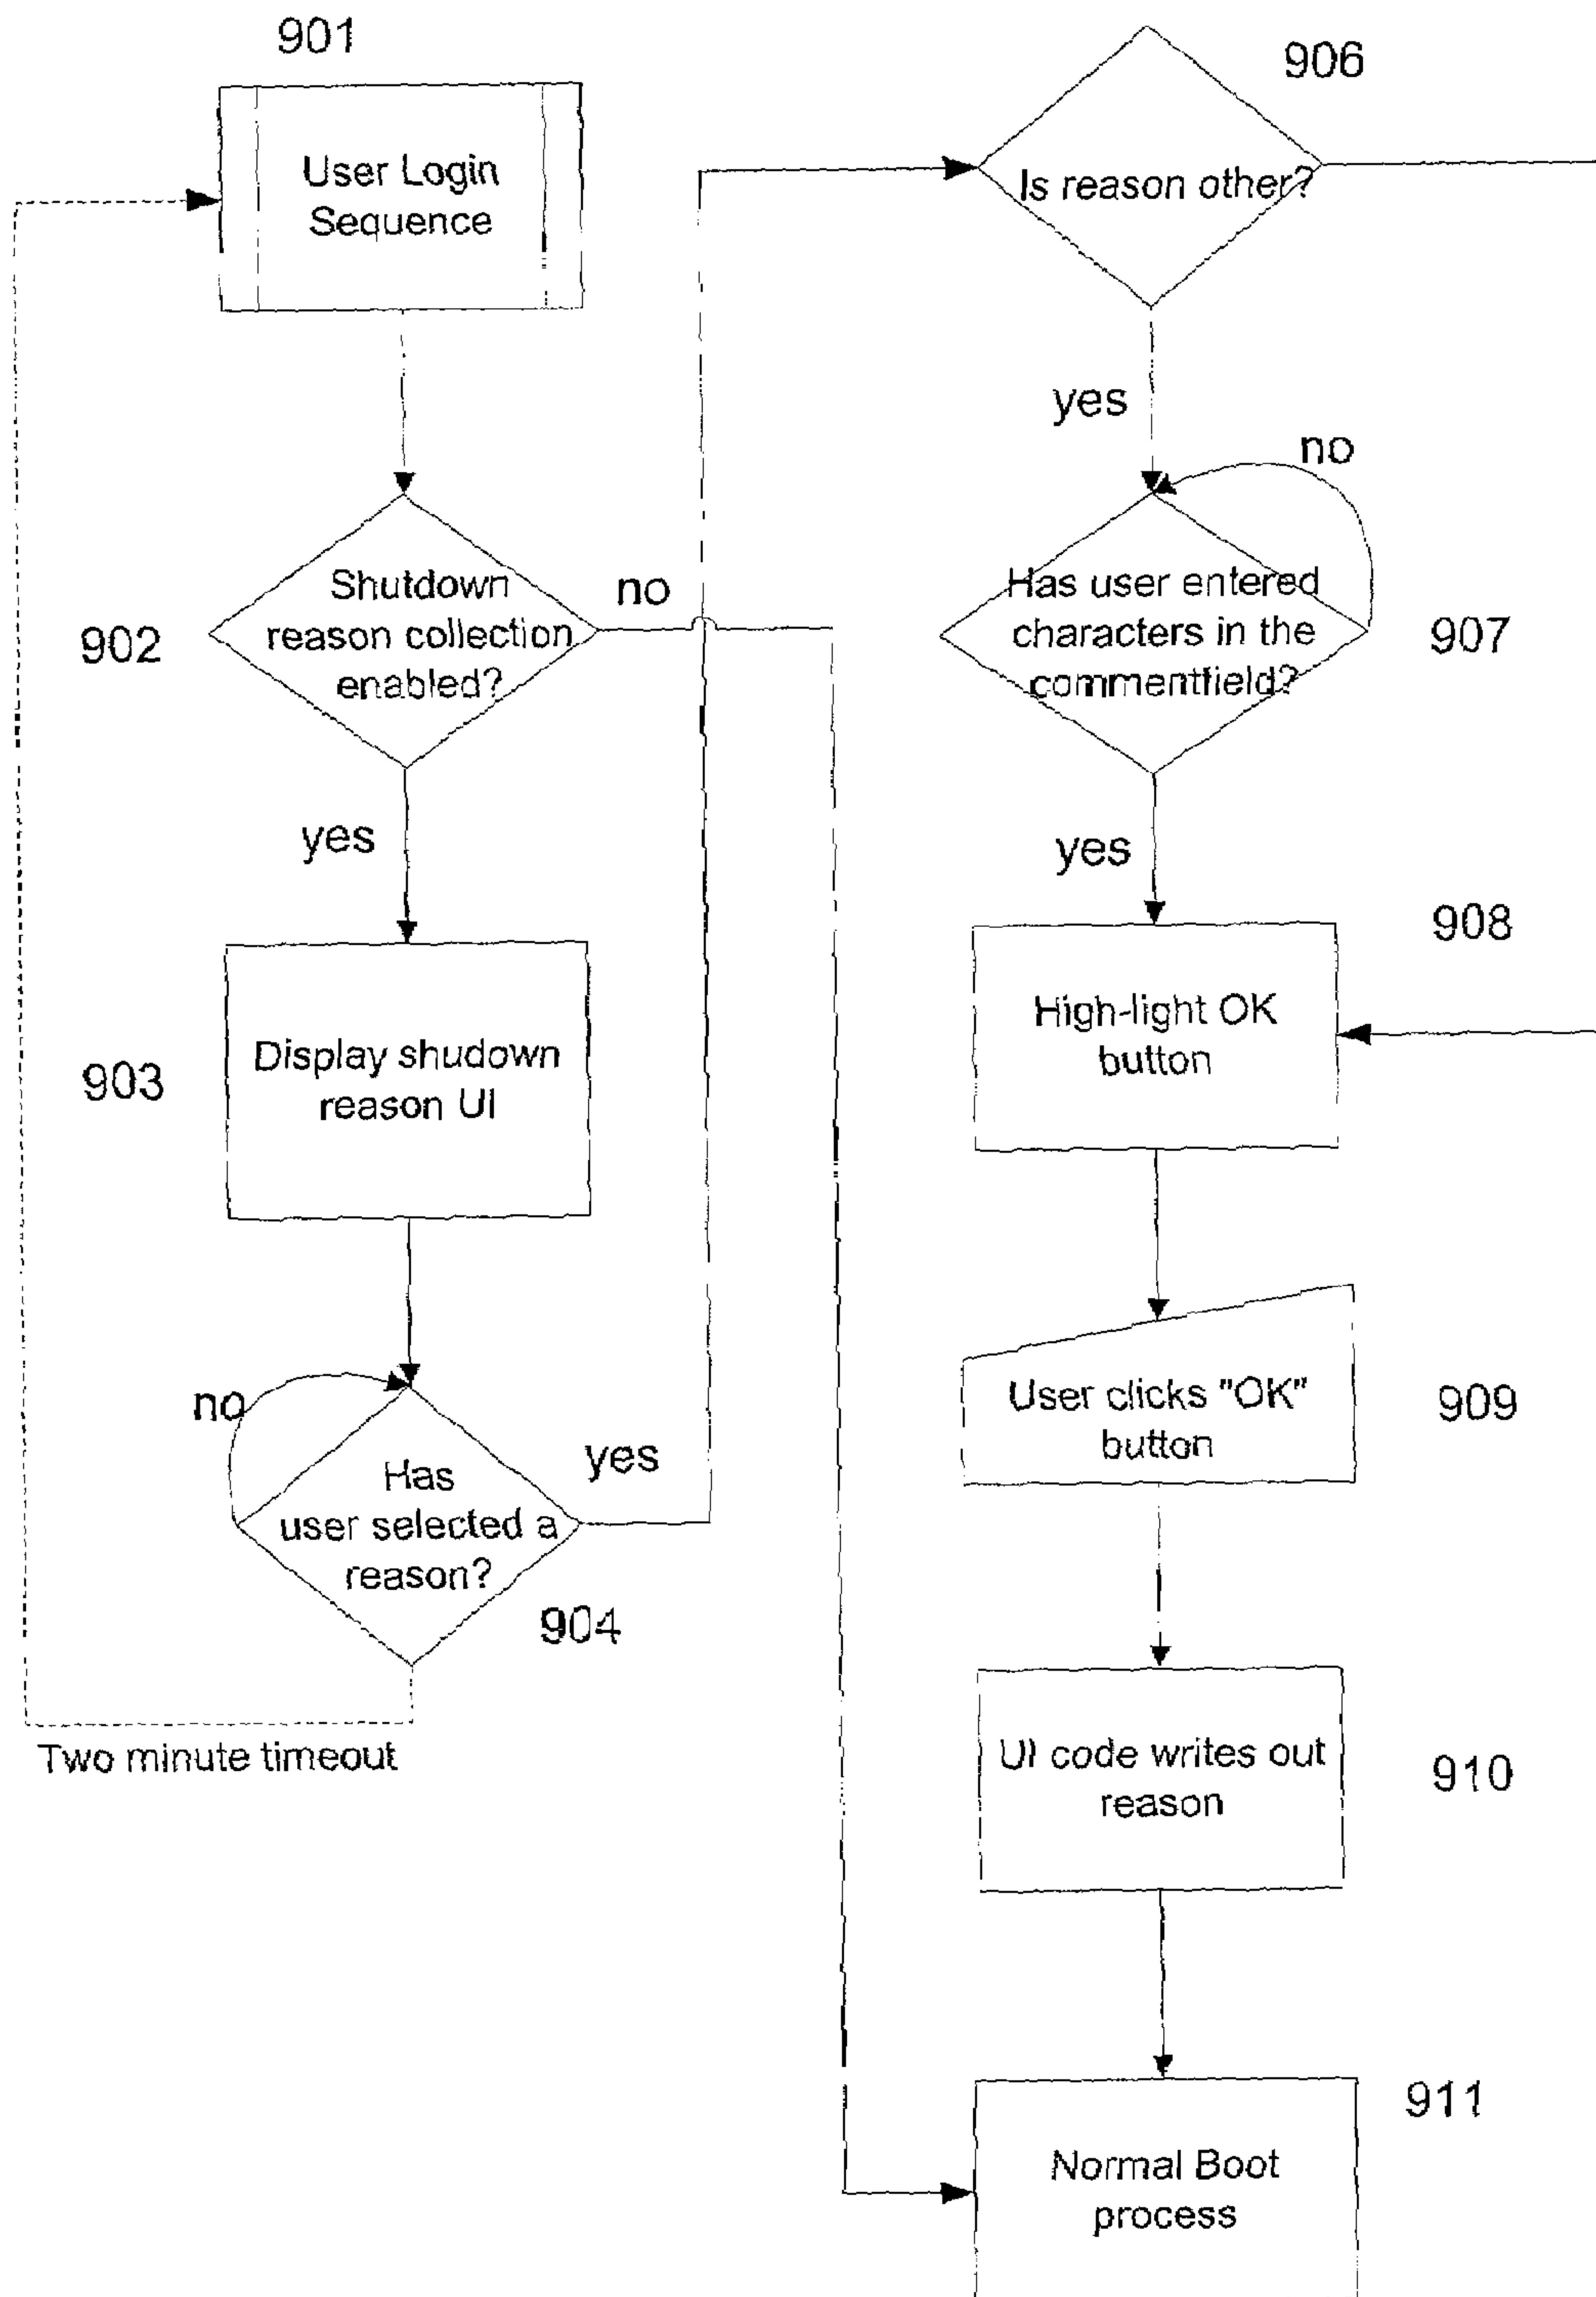 901
User Login
Sequence
902
Shutdown
reason collection
enabled?
no
yes
903
Display shudown
reason UI
no
Has
user selected a
reason?
yes
904
Two minute timeout
906
Is reason other?
yes
no
Has user entered
characters in the
commentfield?
907
yes
908
High-light OK
button
User clicks "OK"
button
909
UI code writes out
reason
910
911
Normal Boot
process